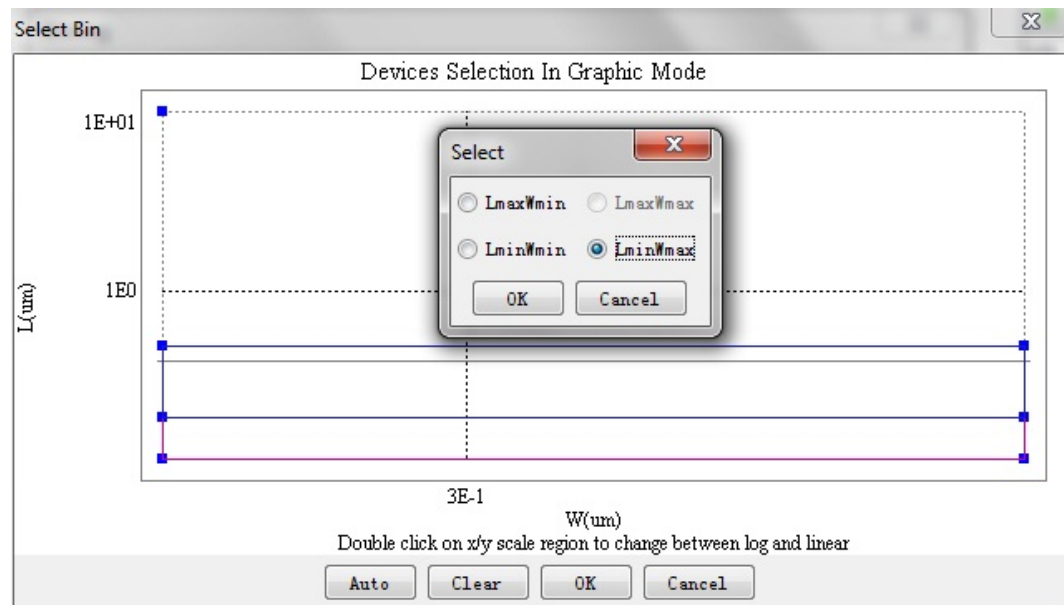 Select Bin
Devices Selection In Graphic Mode
1E+01
Select
LmaxWmin LmaxWmax
LminWmin LminWmax
OK Cancel
1E0
L(um)
3E-1
W(um)
Double click on x/y scale region to change between log and linear
Auto Clear OK Cancel